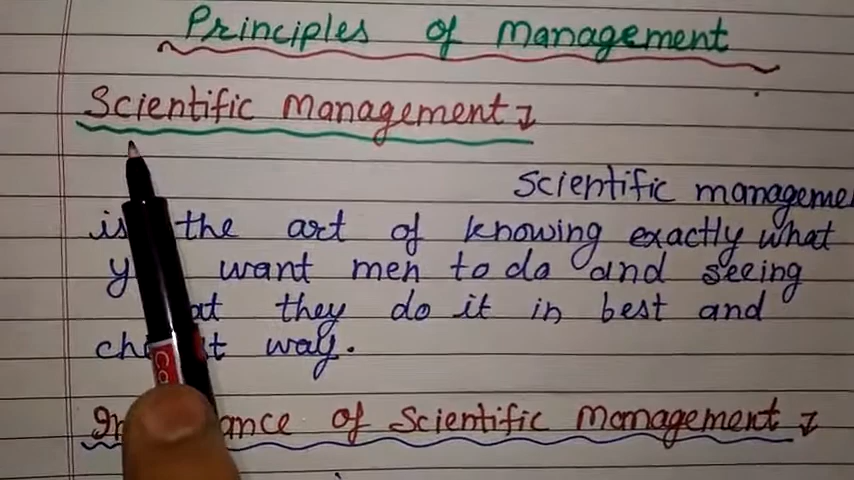 Principles of management
Scientific management
Scientific
is the art of knowing exactly what
want men to do and seeing
they do it in best and
way.
of Scientific management